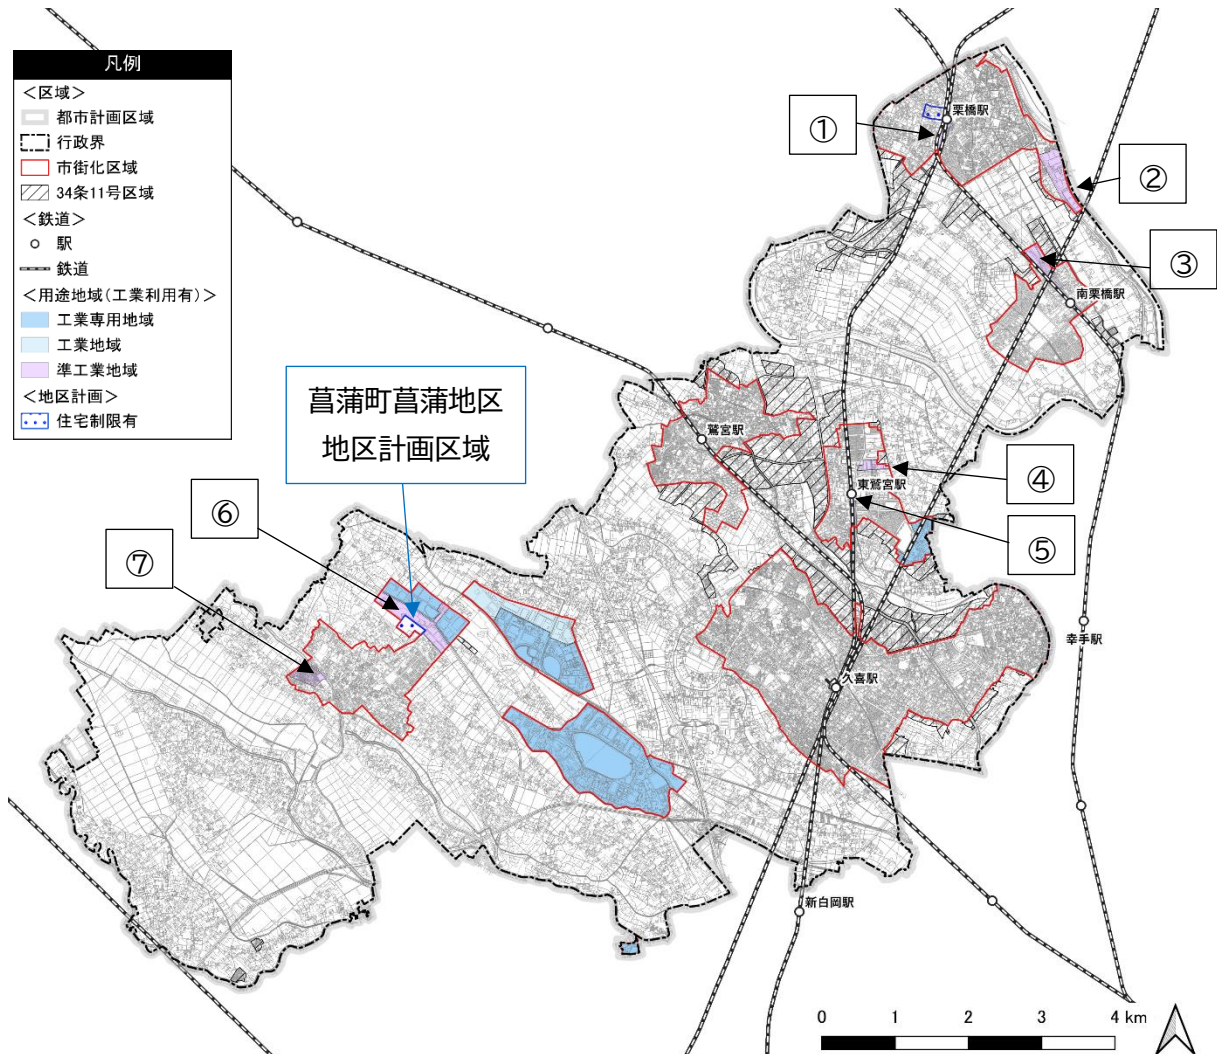 凡例
＜区域＞
都市計画区域
行政界
市街化区域
34条11号区域
＜鉄道＞
駅
鉄道
＜用途地域(工業利用有)＞
工業専用地域
工業地域
準工業地域
＜地区計画＞
住宅制限有
栗橋駅
①
②
③
南栗橋駅
菖蒲町菖蒲地区
地区計画区域
鷲宮駅
④
東鷲宮駅
⑤
⑥
⑦
幸手駅
久喜駅
新白岡駅
0 1 2 3 4 km